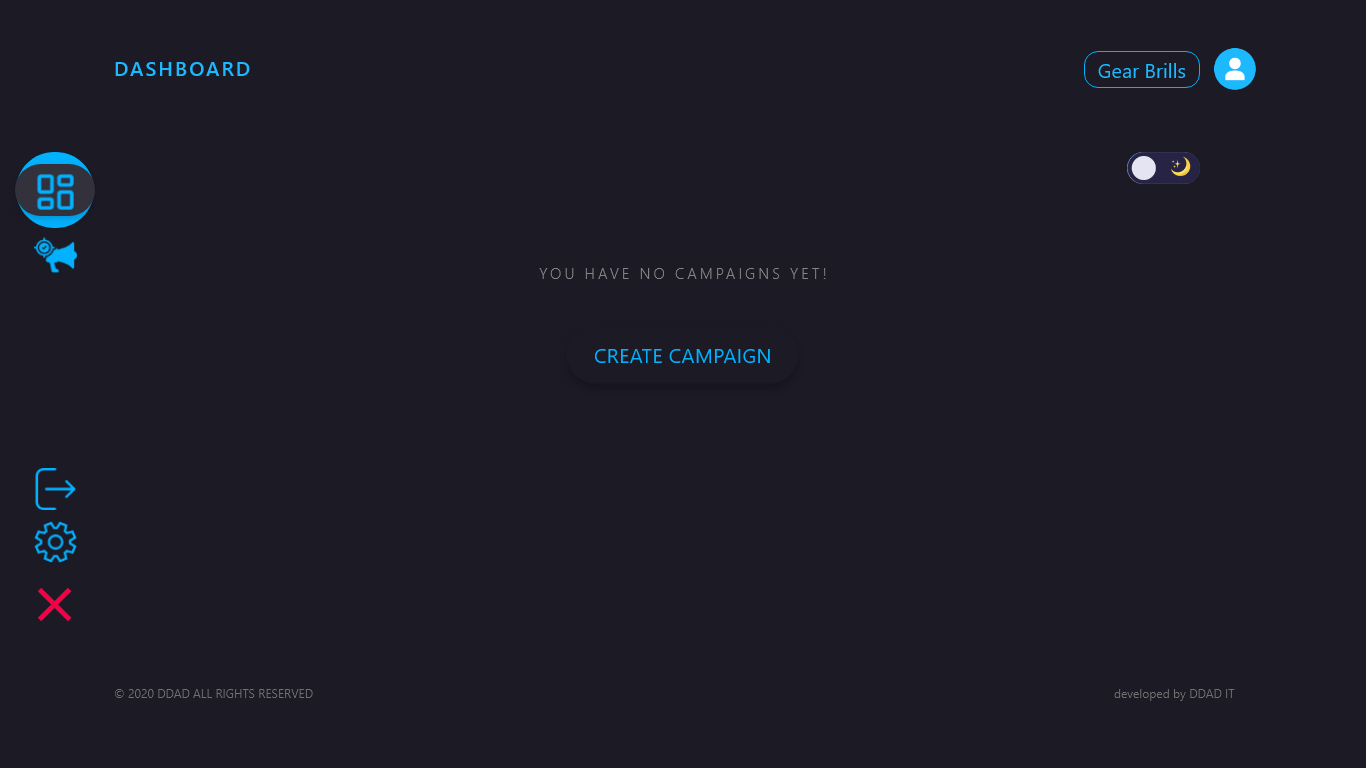 DASHBOARD
Gear Brills
YOU HAVE NO CAMPAIGNS YET!
CREATE CAMPAIGN
© 2020 DDAD ALL RIGHTS RESERVED
developed by DDAD IT